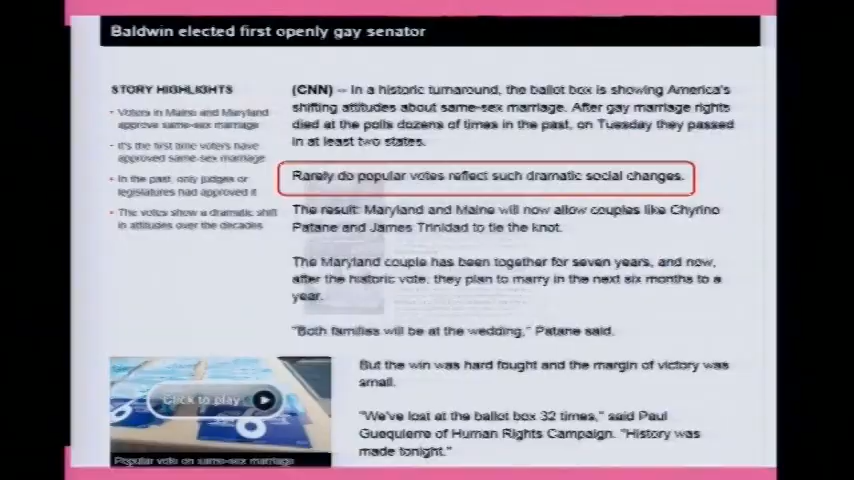 Baldwin elected first openly gay senator
STORY HIGHLIGHTS
• Voters in Maine and Maryland
approve same-sex marriage
• It's the first time voters have
approved same-sex marriage
• In the past, only judges or
legislatures had approved it
• The votes show a dramatic shift
in attitudes over the decades
(CNN) -- In a historic turnaround, the ballot box is showing America's
shifting attitudes about same-sex marriage. After gay marriage rights
died at the polls dozens of times in the past, on Tuesday they passed
in at least two states.
Rarely do popular votes reflect such dramatic social changes.
The result: Maryland and Maine will now allow couples like Chyrino
Patane and James Trinidad to tie the knot.
The Maryland couple has been together for seven years, and now,
after the historic vote, they plan to marry in the next six months to a
year.
"Both families will be at the wedding," Patane said.
Click to play
Popular vote on same-sex marriage
But the win was hard fought and the margin of victory was
small.
"We've lost at the ballot box 32 times," said Paul
Guequierre of Human Rights Campaign. "History was
made tonight."